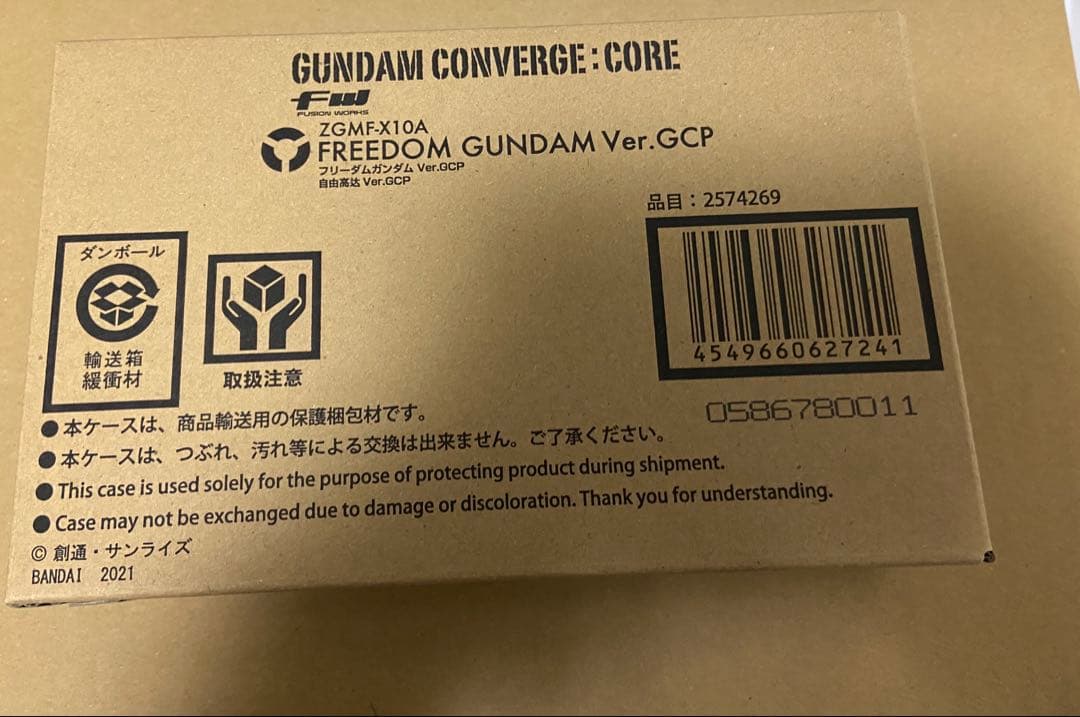 GUNDAM CONVERGE:CORE
FW
FUSION WORKS
ZGMF-X10A
FREEDOM GUNDAM Ver.GCP
フリーダムガンダム Ver.GCP
自由高达 Ver.GCP
品目：2574269
4549660627241
0586780011
ダンボール
輸送箱
緩衝材
取扱注意
●本ケースは、商品輸送用の保護梱包材です。
●本ケースは、つぶれ、汚れ等による交換は出来ません。ご了承ください。
●This case is used solely for the purpose of protecting product during shipment.
●Case may not be exchanged due to damage or discoloration. Thank you for understanding.
© 創通・サンライズ
BANDAI 2021